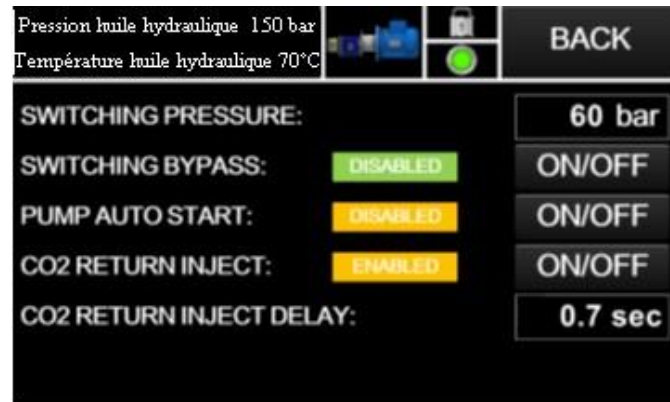 Pression huile hydraulique 150 bar
Température huile hydraulique 70°C
BACK
SWITCHING PRESSURE: 60 bar
SWITCHING BYPASS: DISABLED ON/OFF
PUMP AUTO START: DISABLED ON/OFF
CO2 RETURN INJECT: ENABLED ON/OFF
CO2 RETURN INJECT DELAY: 0.7 sec